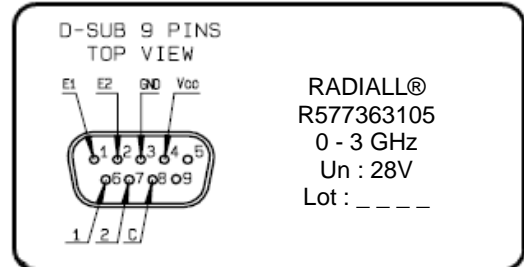 D-SUB 9 PINS
TOP VIEW
E1 E2 GND Vcc
1 2 3 4 5
6 7 8 9
1 2 C
RADIALL®
R577363105
0 - 3 GHz
Un : 28V
Lot : _ _ _ _